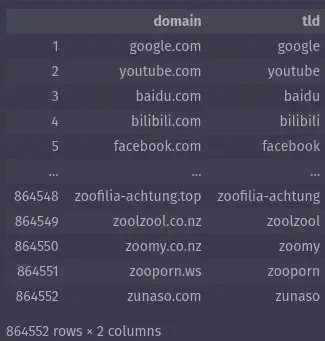 domain tld
1 google.com google
2 youtube.com youtube
3 baidu.com baidu
4 bilibili.com bilibili
5 facebook.com facebook
... ... ...
864548 zoofilia-achtung.top zoofilia-achtung
864549 zoolzool.co.nz zoolzool
864550 zoomy.co.nz zoomy
864551 zooporn.ws zooporn
864552 zunaso.com zunaso
864552 rows × 2 columns